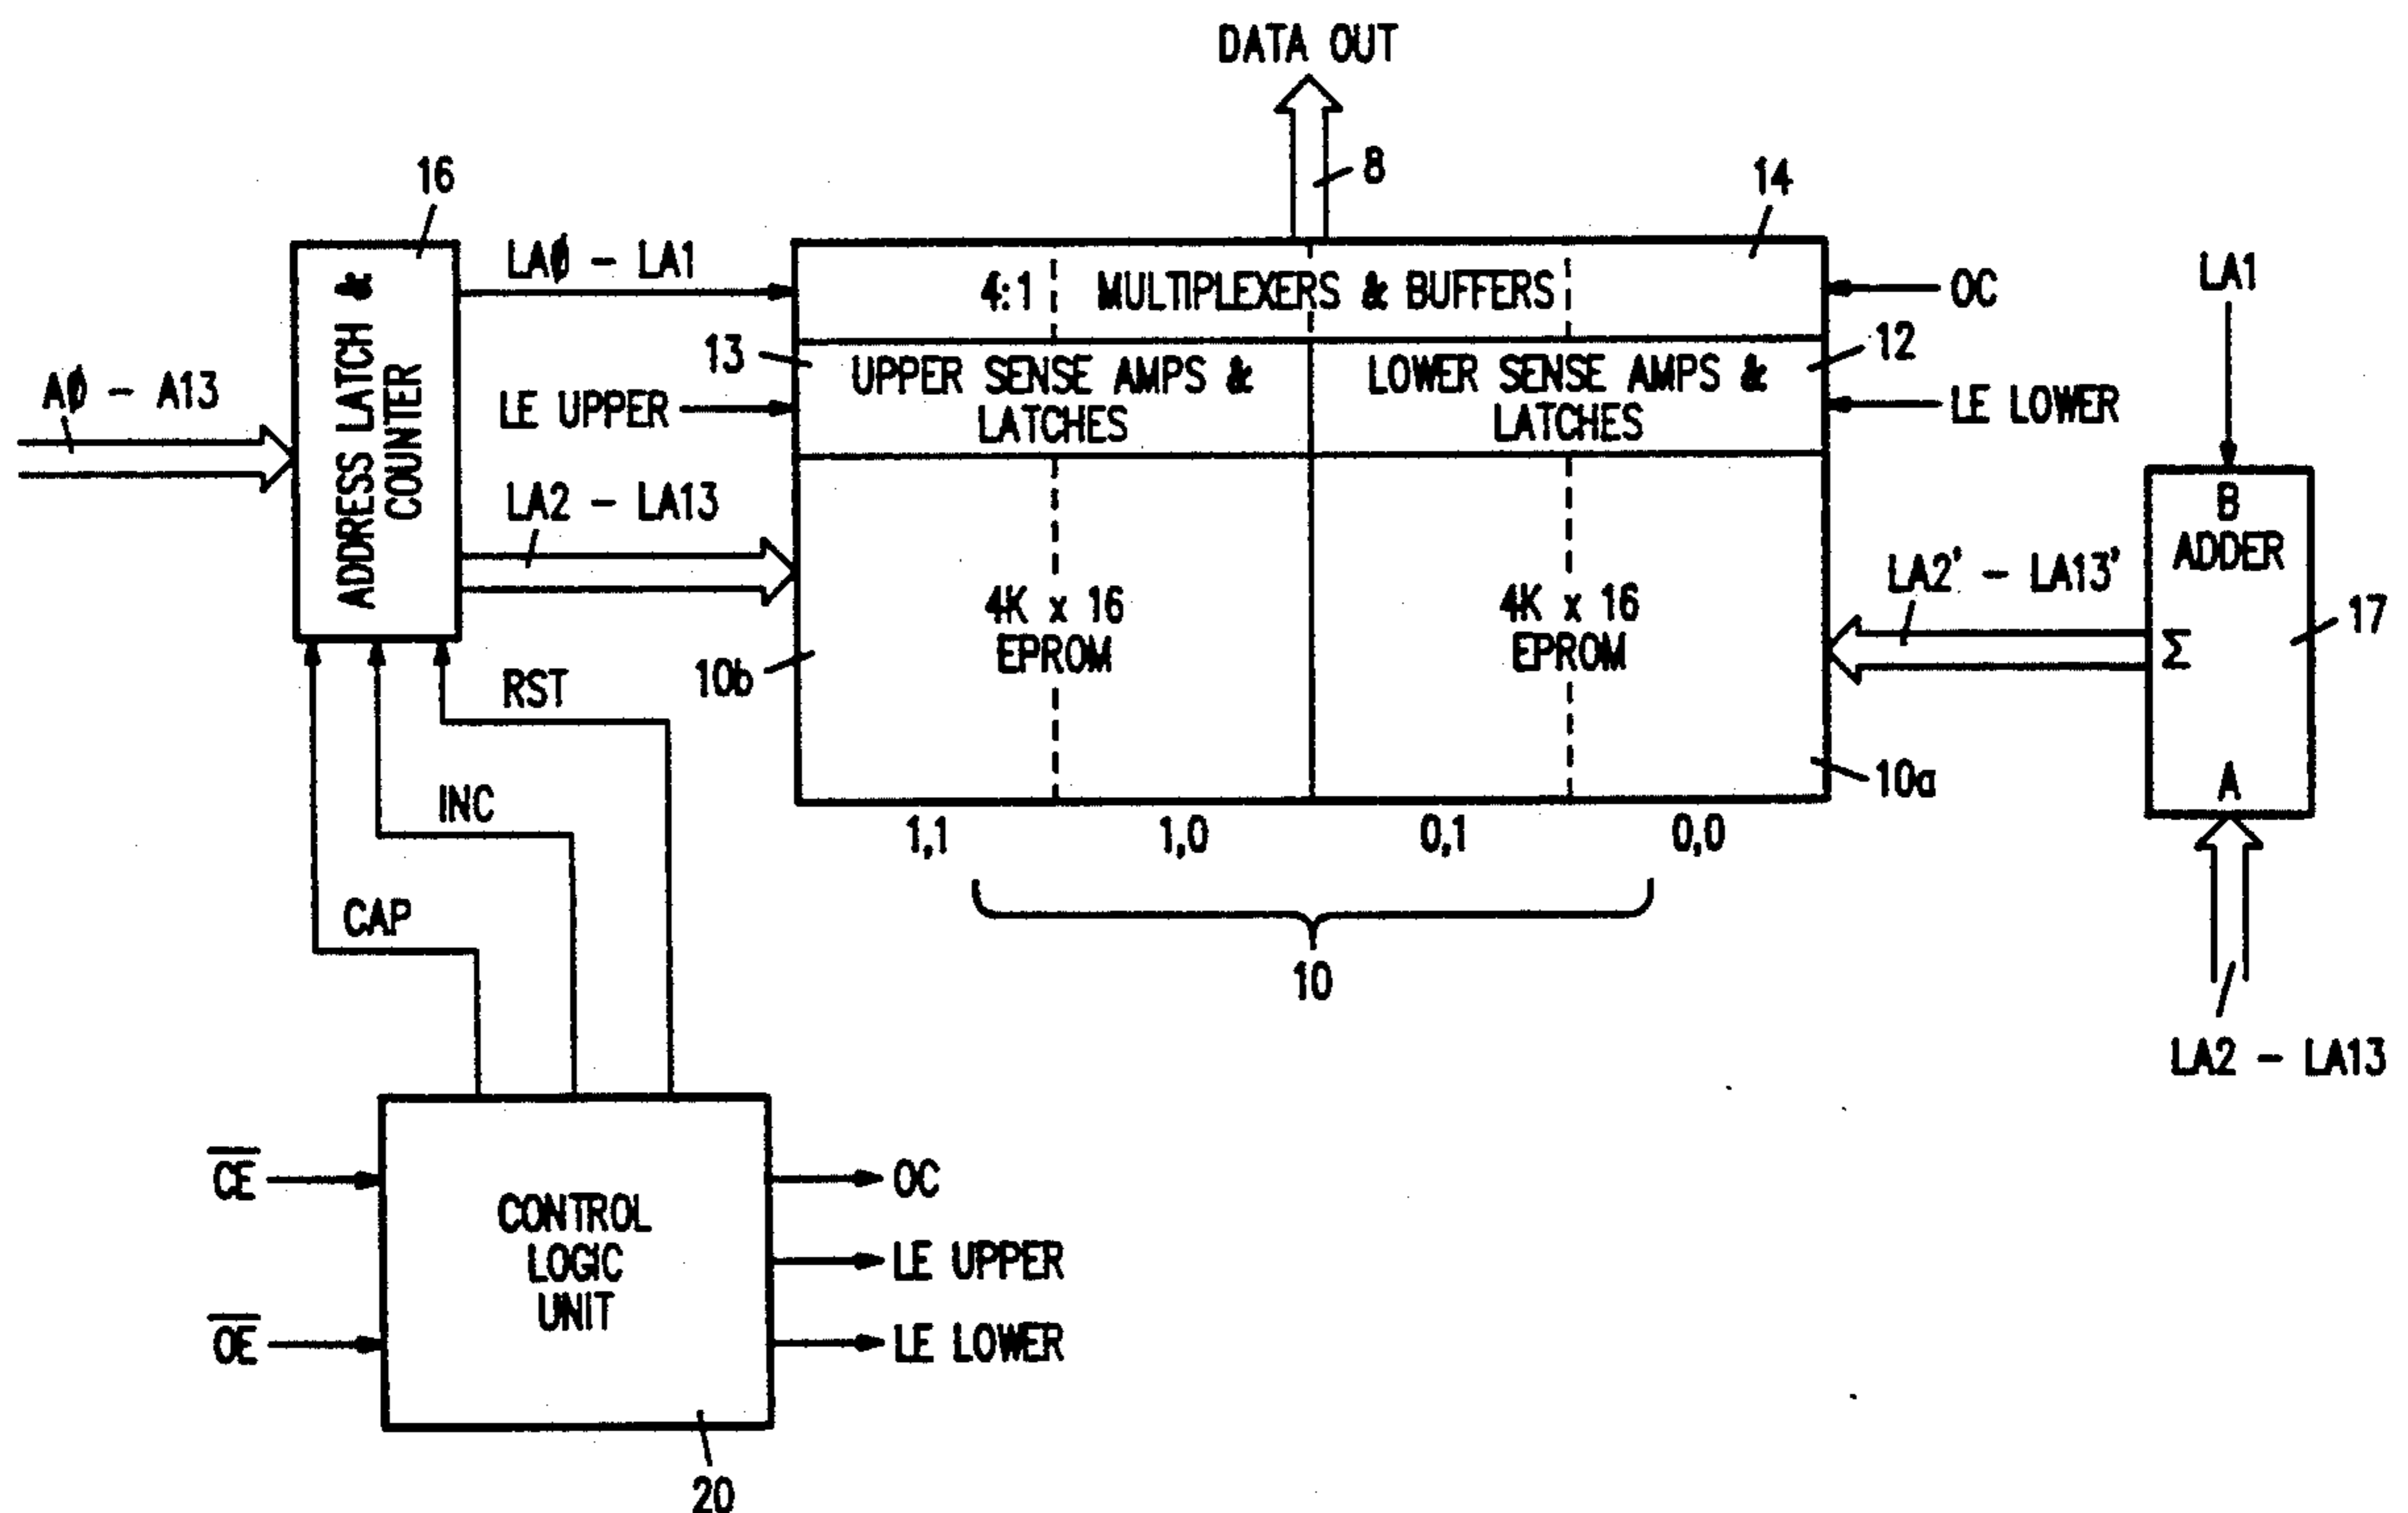 DATA OUT
8
16
14
LAØ - LA1
4:1 MULTIPLEXERS & BUFFERS
OC
LA1
ADDRESS LATCH &
COUNTER
13
UPPER SENSE AMPS &
LATCHES
LOWER SENSE AMPS &
LATCHES
12
AØ - A13
LE UPPER
LE LOWER
LA2 - LA13
B
ADDER
LA2' - LA13'
4K x 16
EPROM
4K x 16
EPROM
17
Σ
10b
RST
10a
A
INC
1,1
1,0
0,1
0,0
CAP
10
LA2 - LA13
CE̅
OC
CONTROL
LOGIC
UNIT
LE UPPER
OE̅
LE LOWER
20